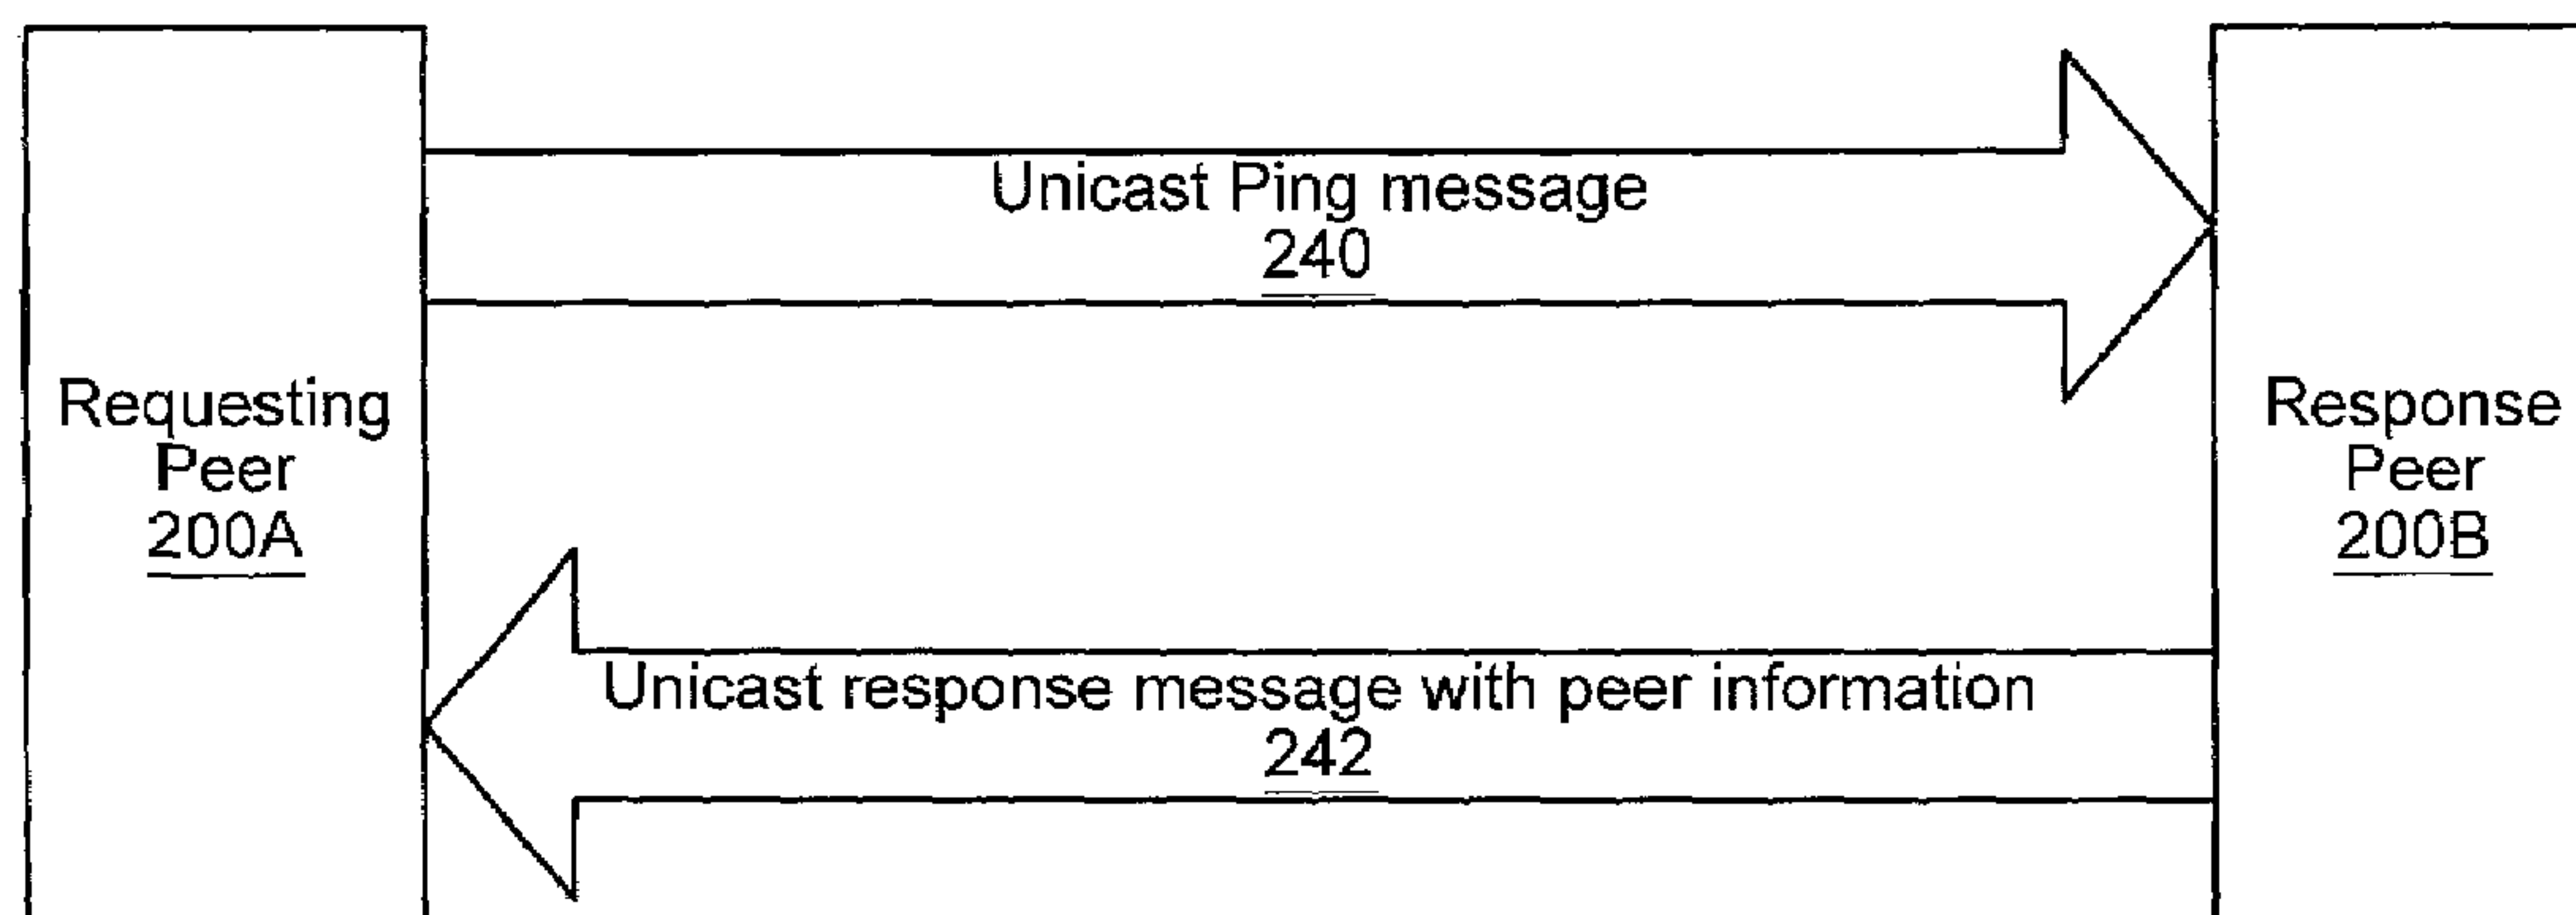 Unicast Ping message
240
Requesting
Peer
200A
Response
Peer
200B
Unicast response message with peer information
242